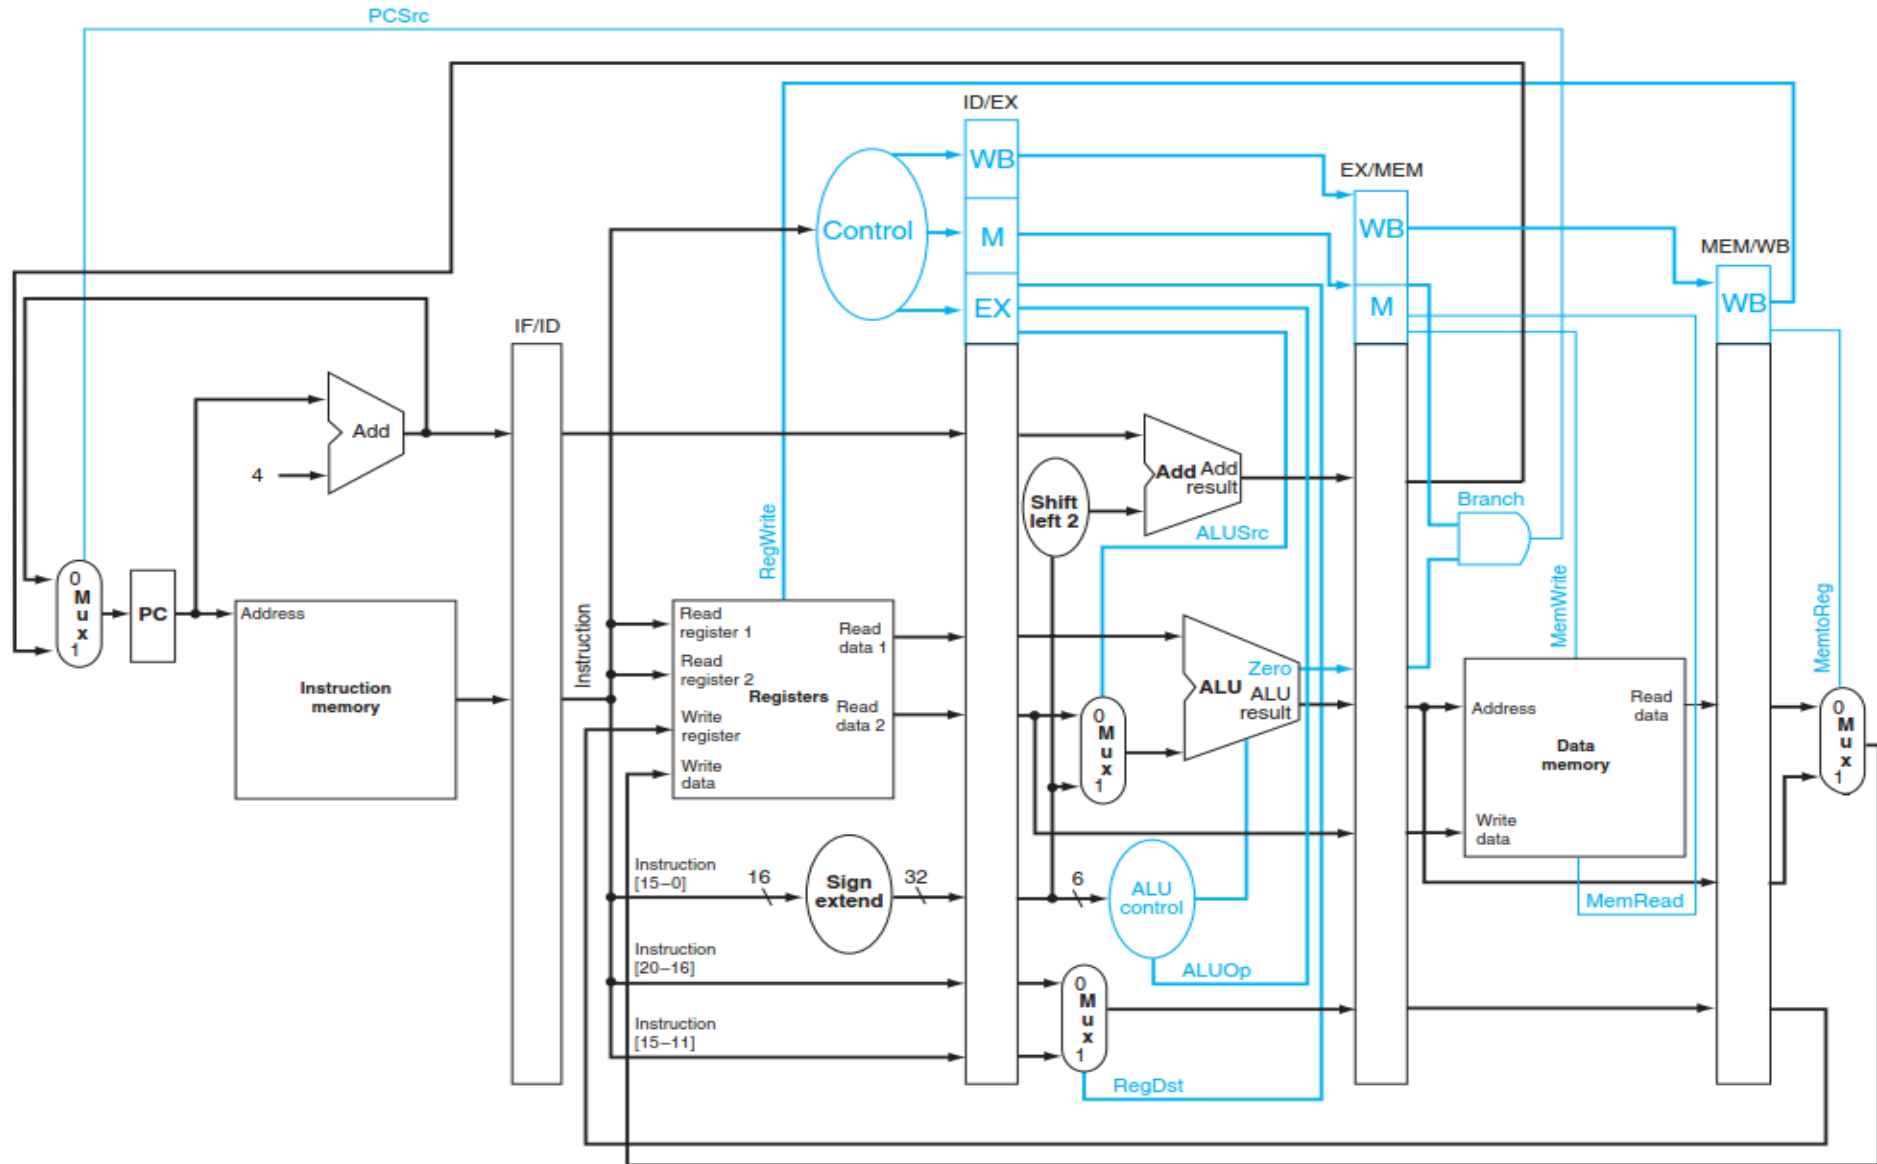 PCSrc
ID/EX
WB
EX/MEM
Control
M
WB
MEM/WB
EX
M
WB
IF/ID
Add
4
Add Add
result
Shift
left 2
Branch
RegWrite
ALUSrc
MemWrite
MemtoReg
0
M
u
x
1
PC
Address
Instruction
memory
Instruction
Read
register 1
Read
register 2
Write
register
Write
data
Registers
Read
data 1
Read
data 2
0
M
u
x
1
Zero
ALU
ALU
result
Address
Read
data
Data
memory
Write
data
0
M
u
x
1
Instruction
[15–0]
16
Sign
extend
32
6
ALU
control
MemRead
Instruction
[20–16]
ALUOp
0
M
u
x
1
Instruction
[15–11]
RegDst